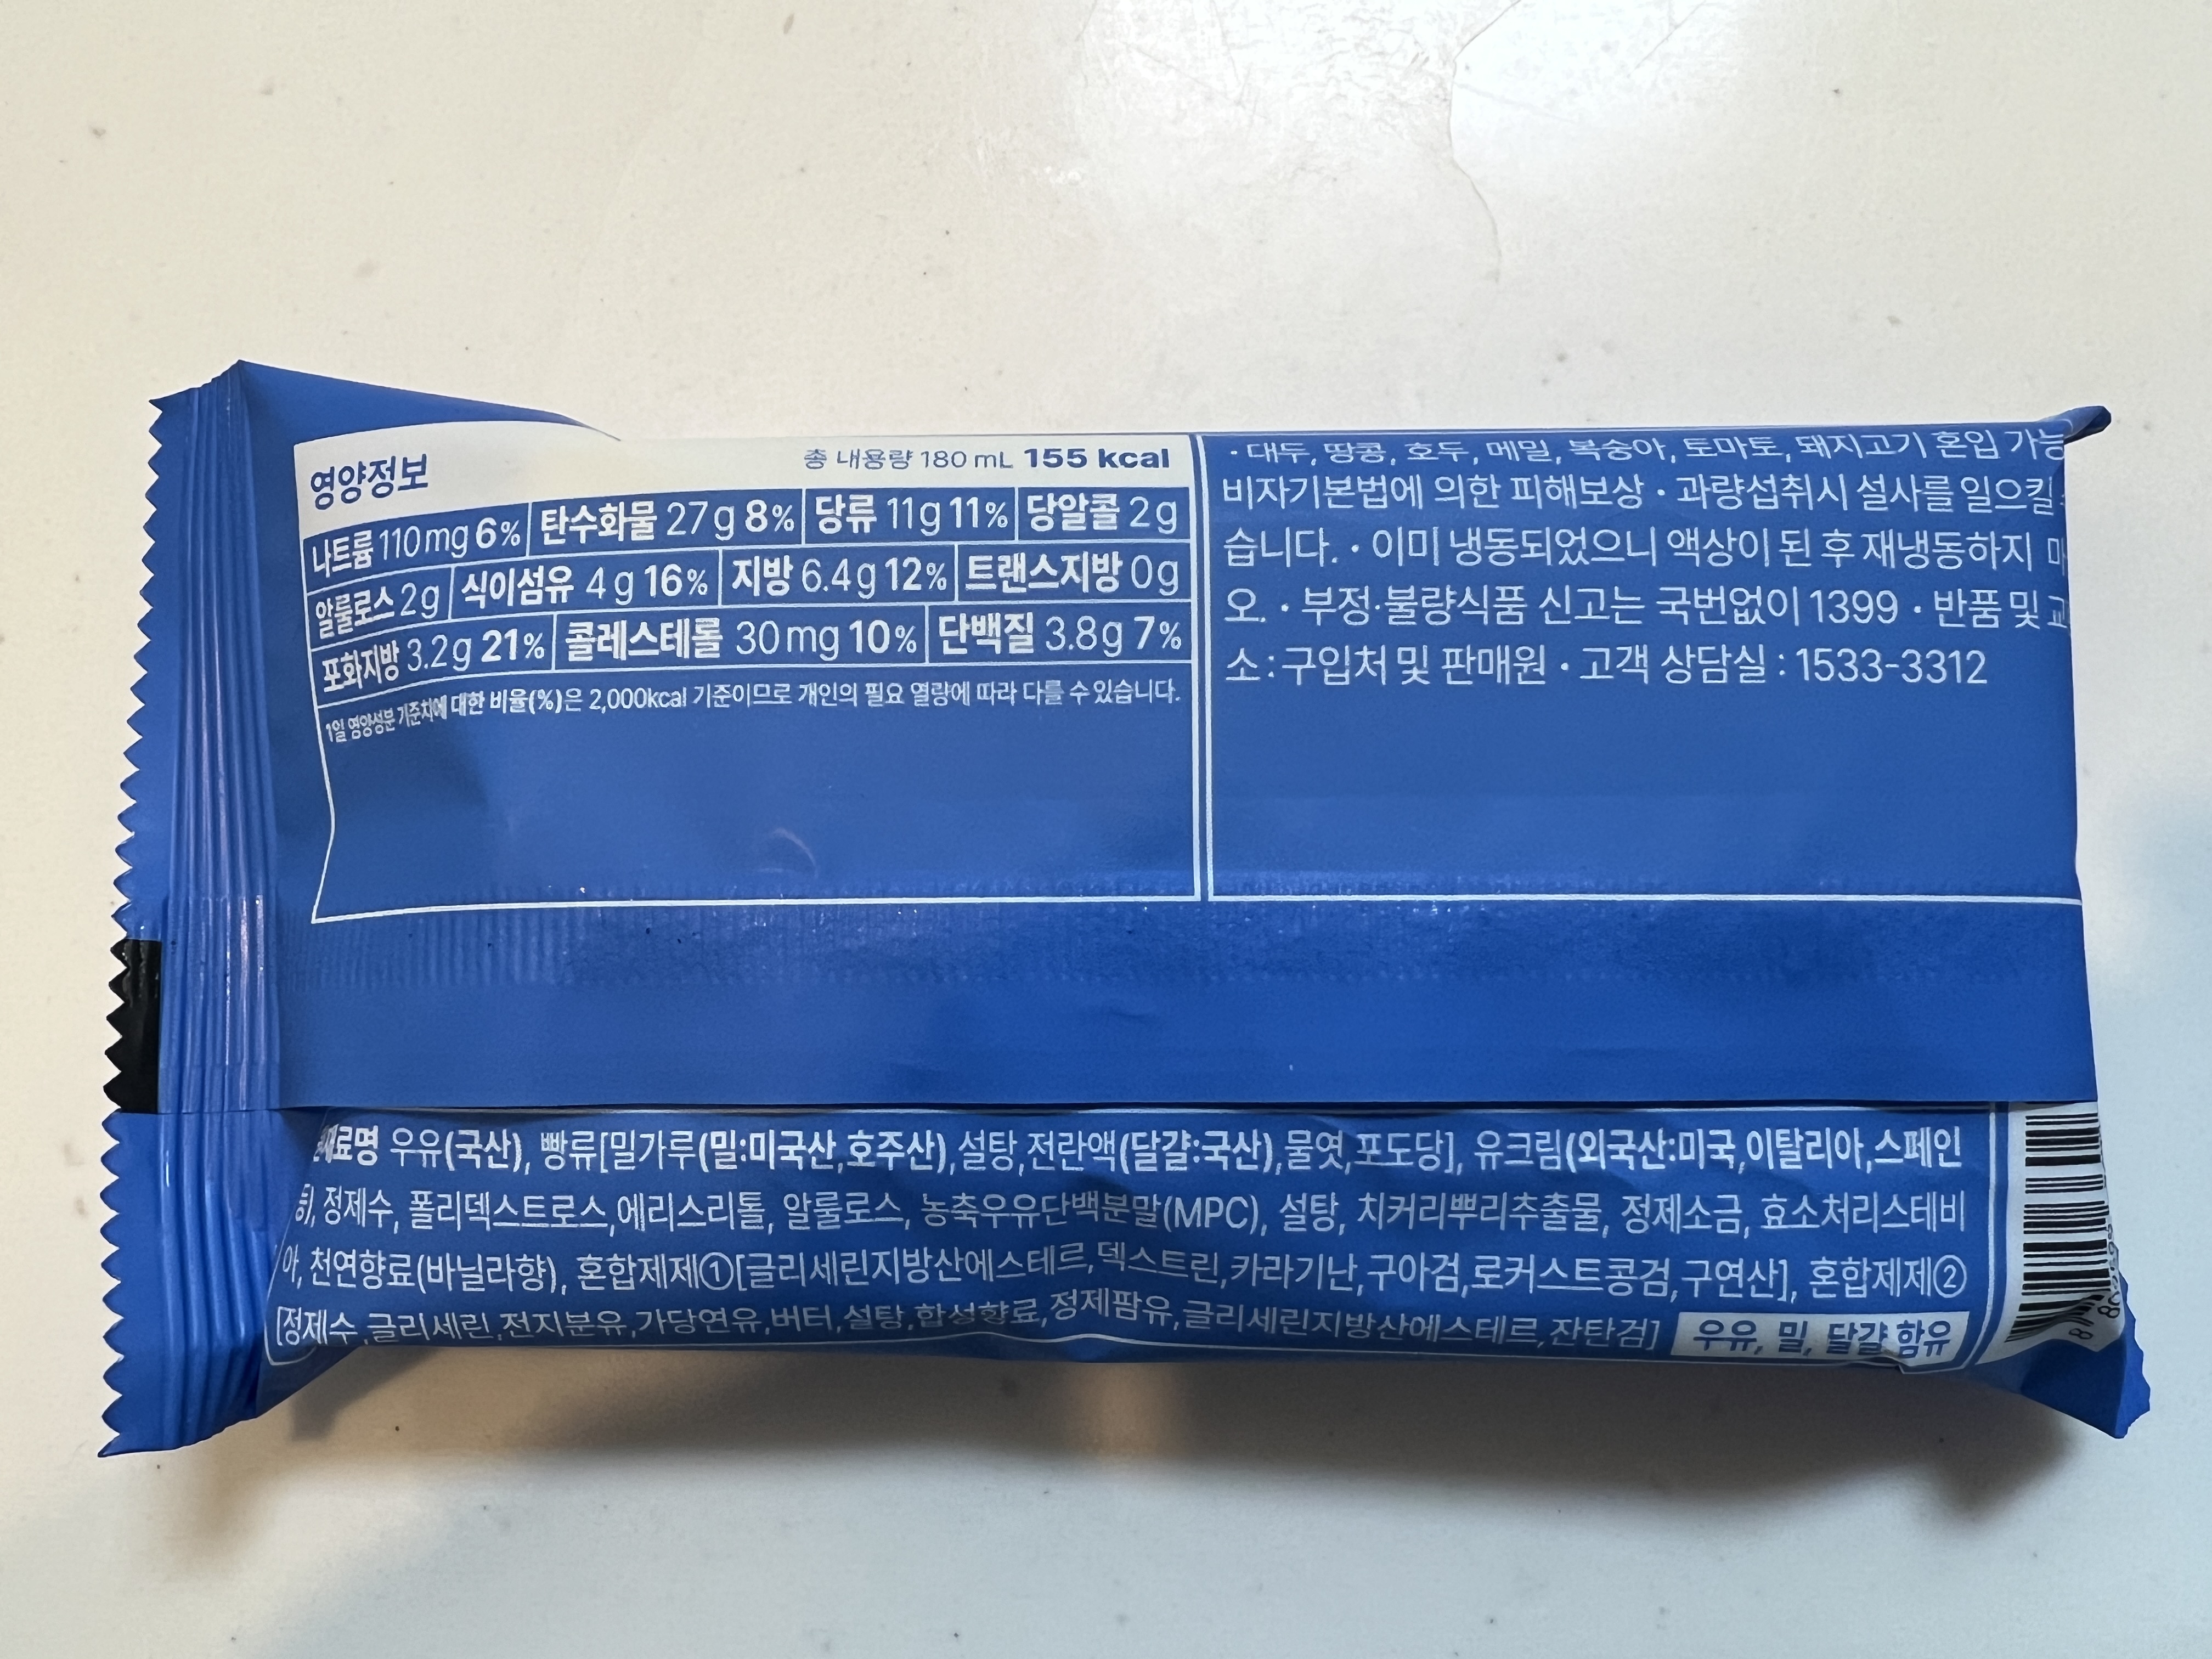 영양정보
총 내용량 180 mL 155 kcal
나트륨 110mg 6% 탄수화물 27g 8% 당류 11g 11% 당알콜 2g
알룰로스 2g 식이섬유 4g 16% 지방 6.4g 12% 트랜스지방 0g
포화지방 3.2g 21% 콜레스테롤 30mg 10% 단백질 3.8g 7%
1일 영양성분 기준치에 대한 비율(%)은 2,000kcal 기준이므로 개인의 필요 열량에 따라 다를 수 있습니다.
· 대두, 땅콩, 호두, 메밀, 복숭아, 토마토, 돼지고기 혼입 가능
비자기본법에 의한 피해보상 · 과량섭취시 설사를 일으킬
습니다. · 이미 냉동되었으니 액상이 된 후 재냉동하지 마
오. · 부정·불량식품 신고는 국번없이 1399 · 반품 및 교
소 : 구입처 및 판매원 · 고객 상담실 : 1533-3312
우유(국산), 빵류[밀가루(밀:미국산,호주산),설탕,전란액(달걀:국산),물엿,포도당], 유크림(외국산:미국,이탈리아,스페인
등), 정제수, 폴리덱스트로스,에리스리톨, 알룰로스, 농축우유단백분말(MPC), 설탕, 치커리뿌리추출물, 정제소금, 효소처리스테비
아, 천연향료(바닐라향), 혼합제제①[글리세린지방산에스테르,덱스트린,카라기난,구아검,로커스트콩검,구연산], 혼합제제②
[정제수,글리세린,전지분유,가당연유,버터,설탕,합성향료,정제팜유,글리세린지방산에스테르,잔탄검] 우유, 밀, 달걀 함유